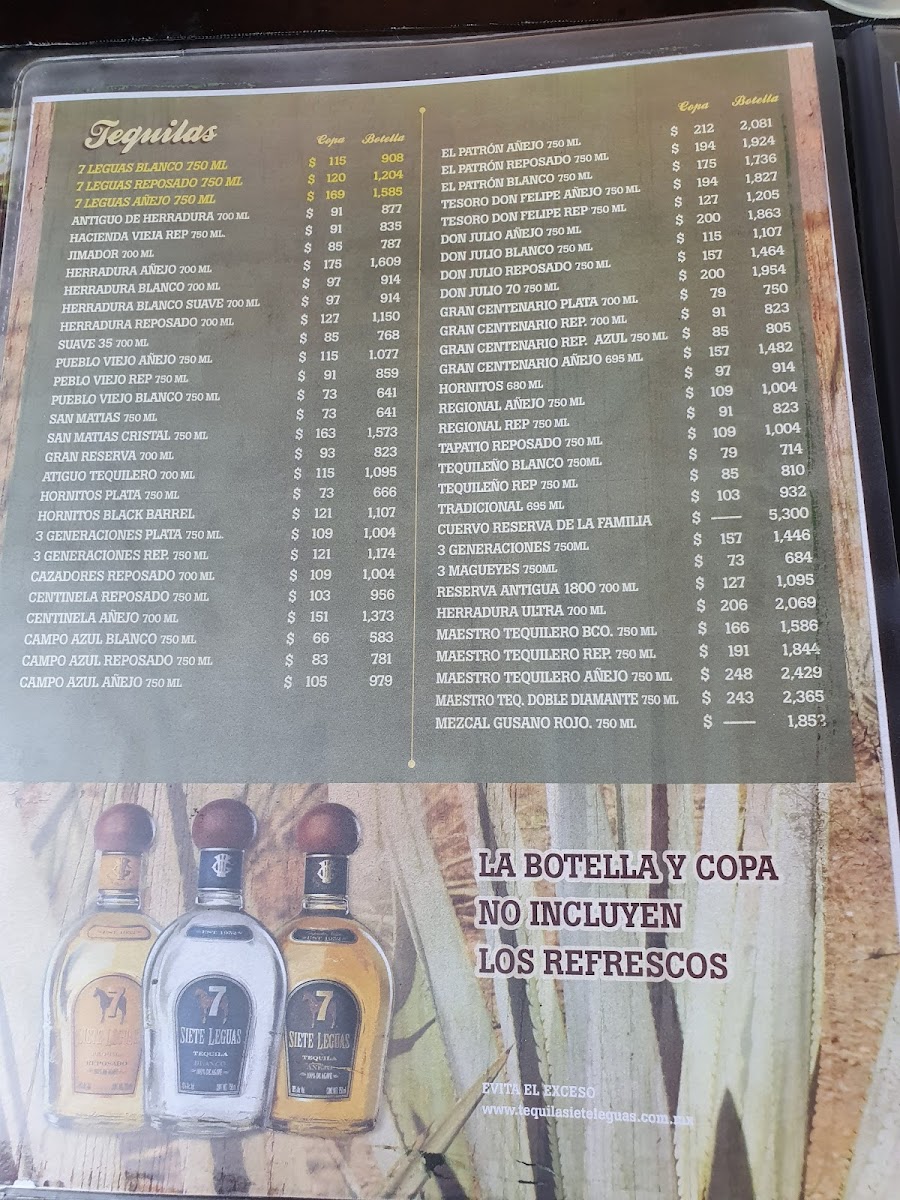 Tequilas
Copa Botella
7 LEGUAS BLANCO 750 ML $ 115 908
7 LEGUAS REPOSADO 750 ML $ 120 1,204
7 LEGUAS AÑEJO 750 ML $ 169 1,585
ANTIGUO DE HERRADURA 700 ML $ 91 877
HACIENDA VIEJA REP 750 ML. $ 91 835
JIMADOR 700 ML $ 85 787
HERRADURA AÑEJO 700 ML $ 175 1,609
HERRADURA BLANCO 700 ML $ 97 914
HERRADURA BLANCO SUAVE 700 ML $ 97 914
HERRADURA REPOSADO 700 ML $ 127 1,150
SUAVE 35 700 ML $ 85 768
PUEBLO VIEJO AÑEJO 750 ML $ 115 1.077
PEBLO VIEJO REP 750 ML $ 91 859
PUEBLO VIEJO BLANCO 750 ML $ 73 641
SAN MATIAS 750 ML $ 73 641
SAN MATIAS CRISTAL 750 ML $ 163 1,573
GRAN RESERVA 700 ML $ 93 823
ATIGUO TEQUILERO 700 ML $ 115 1,095
HORNITOS PLATA 750 ML $ 73 666
HORNITOS BLACK BARREL $ 121 1,107
3 GENERACIONES PLATA 750 ML. $ 109 1,004
3 GENERACIONES REP. 750 ML $ 121 1,174
CAZADORES REPOSADO 700 ML $ 109 1,004
CENTINELA REPOSADO 750 ML $ 103 956
CENTINELA AÑEJO 700 ML $ 151 1,373
CAMPO AZUL BLANCO 750 ML $ 66 583
CAMPO AZUL REPOSADO 750 ML $ 83 781
CAMPO AZUL AÑEJO 750 ML $ 105 979
Copa Botella
EL PATRÓN AÑEJO 750 ML $ 212 2,081
EL PATRÓN REPOSADO 750 ML $ 194 1,924
EL PATRÓN BLANCO 750 ML $ 175 1,736
TESORO DON FELIPE AÑEJO 750 ML $ 194 1,827
TESORO DON FELIPE REP 750 ML $ 127 1,205
DON JULIO AÑEJO 750 ML $ 200 1,863
DON JULIO BLANCO 750 ML $ 115 1,107
DON JULIO REPOSADO 750 ML $ 157 1,464
DON JULIO 70 750 ML $ 200 1,954
GRAN CENTENARIO PLATA 700 ML $ 79 750
GRAN CENTENARIO REP. 700 ML $ 91 823
GRAN CENTENARIO REP. AZUL 750 ML $ 85 805
GRAN CENTENARIO AÑEJO 695 ML $ 157 1,482
HORNITOS 680 ML $ 97 914
REGIONAL AÑEJO 750 ML $ 109 1,004
REGIONAL REP 750 ML $ 91 823
TAPATIO REPOSADO 750 ML $ 109 1,004
TEQUILEÑO BLANCO 750ML $ 79 714
TEQUILEÑO REP 750 ML $ 85 810
TRADICIONAL 695 ML $ 103 932
CUERVO RESERVA DE LA FAMILIA $ — 5,300
3 GENERACIONES 750ML $ 157 1,446
3 MAGUEYES 750ML $ 73 684
RESERVA ANTIGUA 1800 700 ML $ 127 1,095
HERRADURA ULTRA 700 ML $ 206 2,069
MAESTRO TEQUILERO BCO. 750 ML $ 166 1,586
MAESTRO TEQUILERO REP. 750 ML $ 191 1,844
MAESTRO TEQUILERO AÑEJO 750 ML $ 248 2,429
MAESTRO TEQ. DOBLE DIAMANTE 750 ML $ 243 2,365
MEZCAL GUSANO ROJO. 750 ML $ — 1,853
LA BOTELLA Y COPA
NO INCLUYEN
LOS REFRESCOS
EVITA EL EXCESO
www.tequilasieteleguas.com.mx
7
SIETE LEGUAS
REPOSADO
EST 1952
7
SIETE LEGUAS
TEQUILA
BLANCO
100% DE AGAVE
7
SIETE LEGUAS
TEQUILA
AÑEJO
100% DE AGAVE